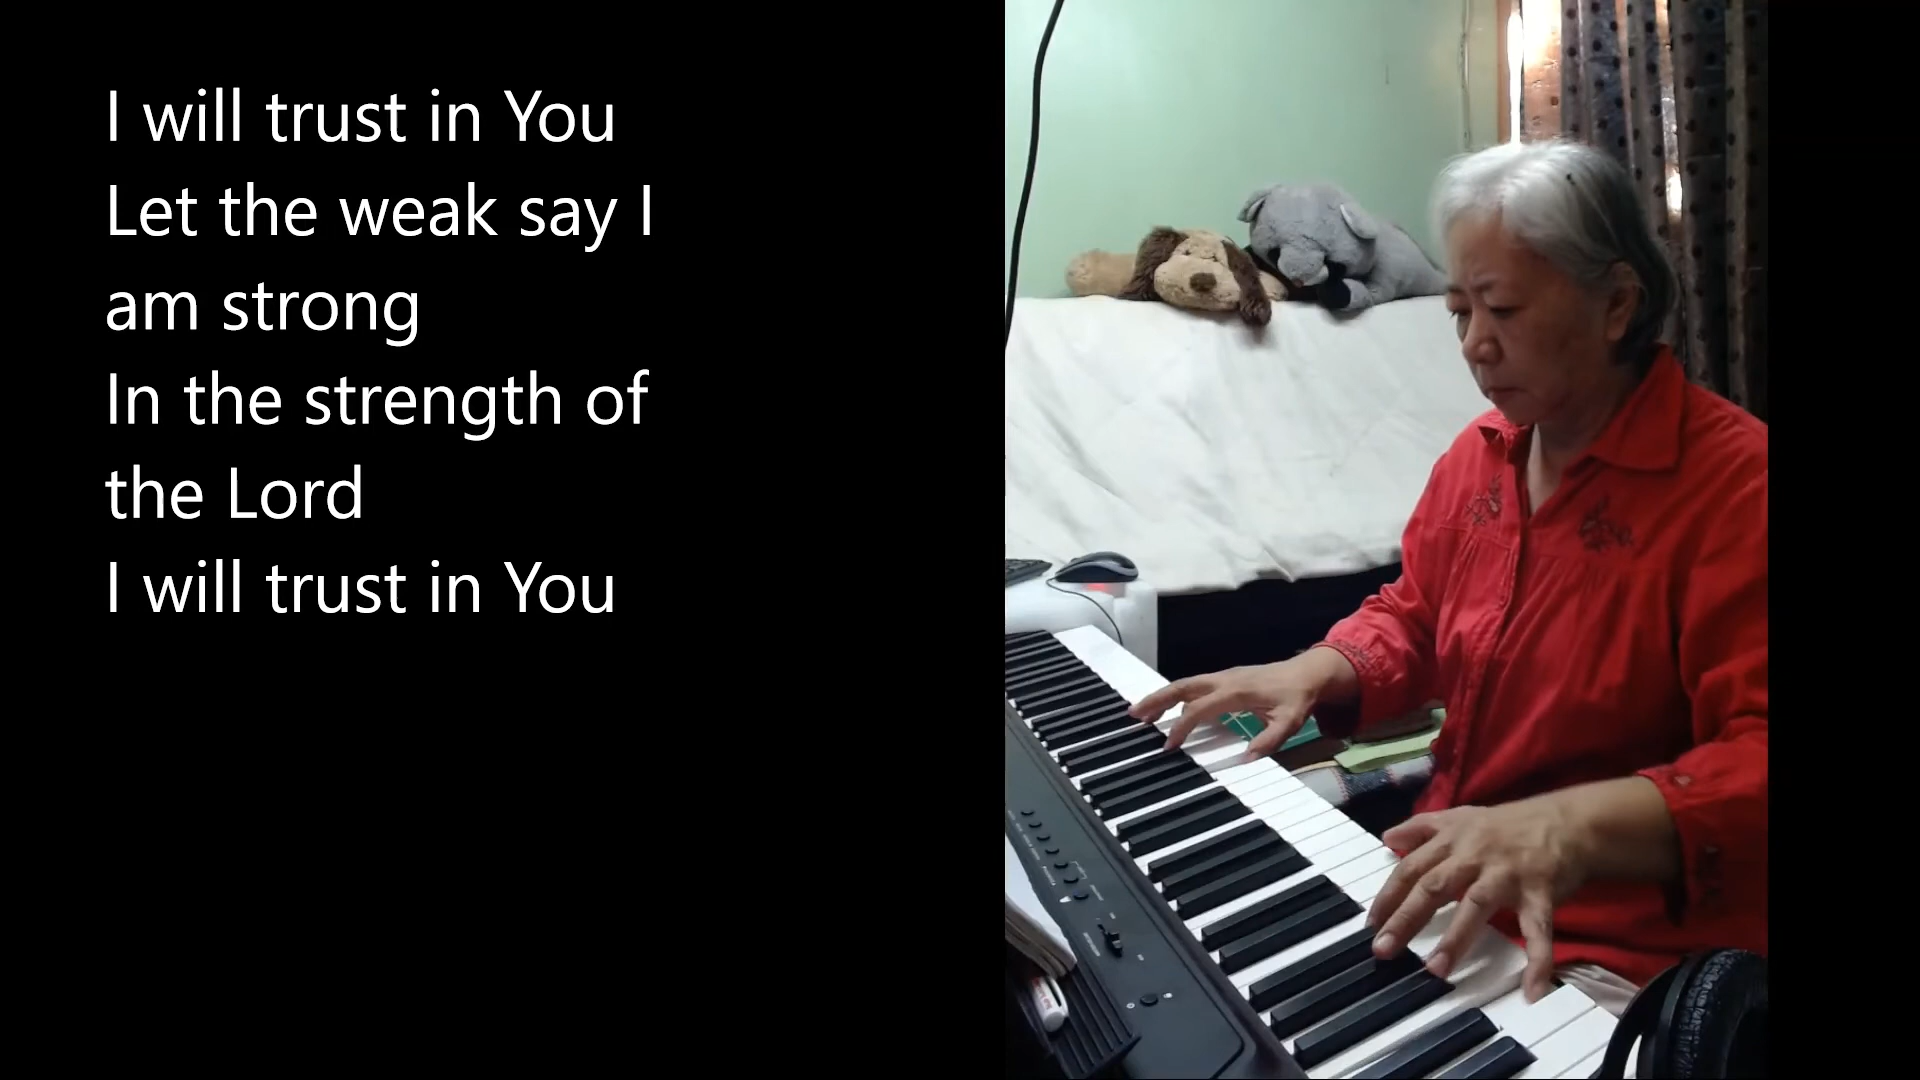 I will trust in You
Let the weak say I
am strong
In the strength of
the Lord
I will trust in You